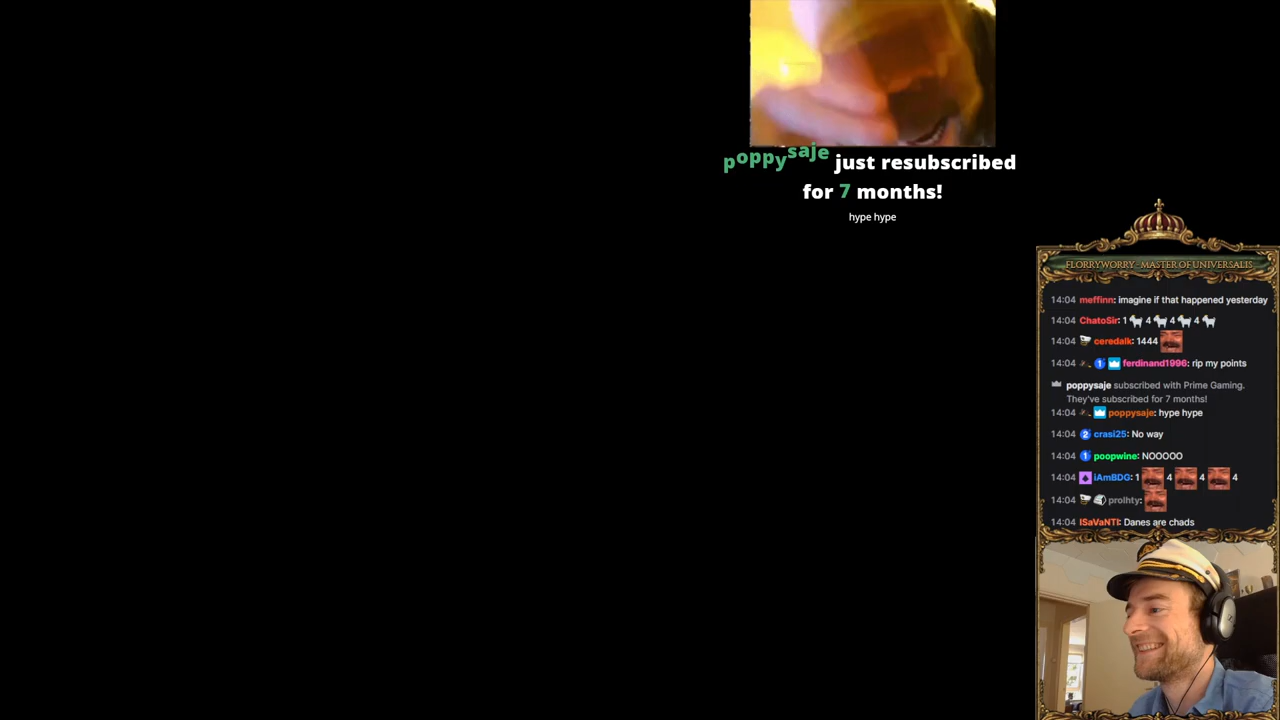 poppysaje just resubscribed
for 7 months!
hype hype
FLORRYWORRY - MASTER OF UNIVERSALIS
14:04 meffinn: imagine if that happened yesterday
14:04 ChatoSir: 1 4 4 4
14:04 ceredalk: 1444
14:04 1 ferdinand1996: rip my points
poppysaje subscribed with Prime Gaming.
They've subscribed for 7 months!
14:04 poppysaje: hype hype
14:04 2 crasi25: No way
14:04 1 poopwine: NOOOOO
14:04 iAmBDG: 1 4 4 4
14:04 prolhty:
14:04 ISaVaNTI: Danes are chads